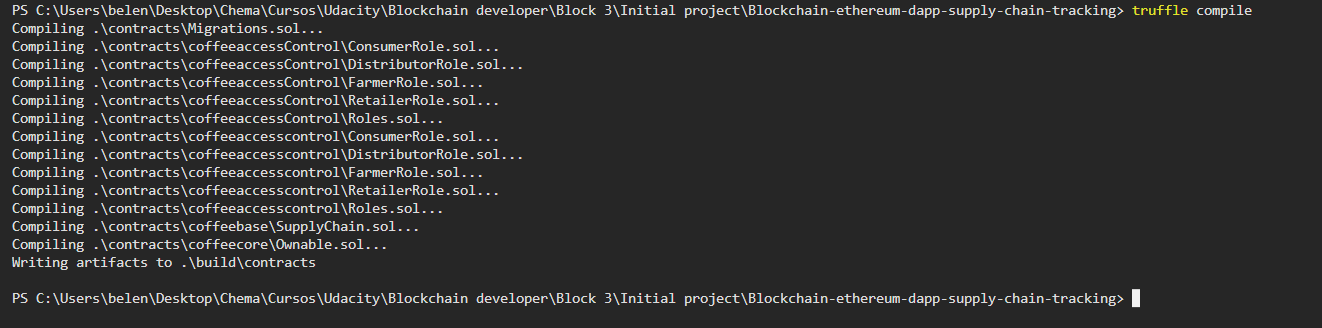 PS C:\Users\belen\Desktop\Chema\Cursos\Udacity\Blockchain developer\Block 3\Initial project\Blockchain-ethereum-dapp-supply-chain-tracking> truffle compile
Compiling .\contracts\Migrations.sol...
Compiling .\contracts\coffeeaccessControl\ConsumerRole.sol...
Compiling .\contracts\coffeeaccessControl\DistributorRole.sol...
Compiling .\contracts\coffeeaccessControl\FarmerRole.sol...
Compiling .\contracts\coffeeaccessControl\RetailerRole.sol...
Compiling .\contracts\coffeeaccessControl\Roles.sol...
Compiling .\contracts\coffeeaccesscontrol\ConsumerRole.sol...
Compiling .\contracts\coffeeaccesscontrol\DistributorRole.sol...
Compiling .\contracts\coffeeaccesscontrol\FarmerRole.sol...
Compiling .\contracts\coffeeaccesscontrol\RetailerRole.sol...
Compiling .\contracts\coffeeaccesscontrol\Roles.sol...
Compiling .\contracts\coffeebase\SupplyChain.sol...
Compiling .\contracts\coffeecore\Ownable.sol...
Writing artifacts to .\build\contracts
PS C:\Users\belen\Desktop\Chema\Cursos\Udacity\Blockchain developer\Block 3\Initial project\Blockchain-ethereum-dapp-supply-chain-tracking>